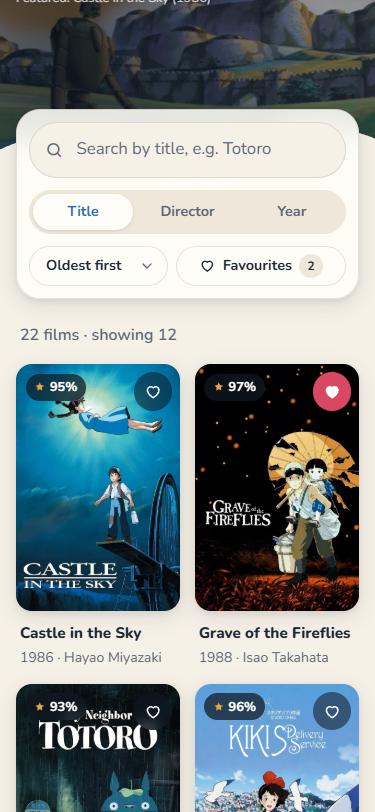 Featured: Castle in the Sky (1986)
Search by title, e.g. Totoro
Title
Director
Year
Oldest first
Favourites 2
22 films · showing 12
95%
CASTLE
IN THE SKY
Castle in the Sky
1986 · Hayao Miyazaki
97%
GRAVE of the
FIREFLIES
Grave of the Fireflies
1988 · Isao Takahata
93%
Neighbor
TOTORO
96%
KIKI'S Delivery
Service